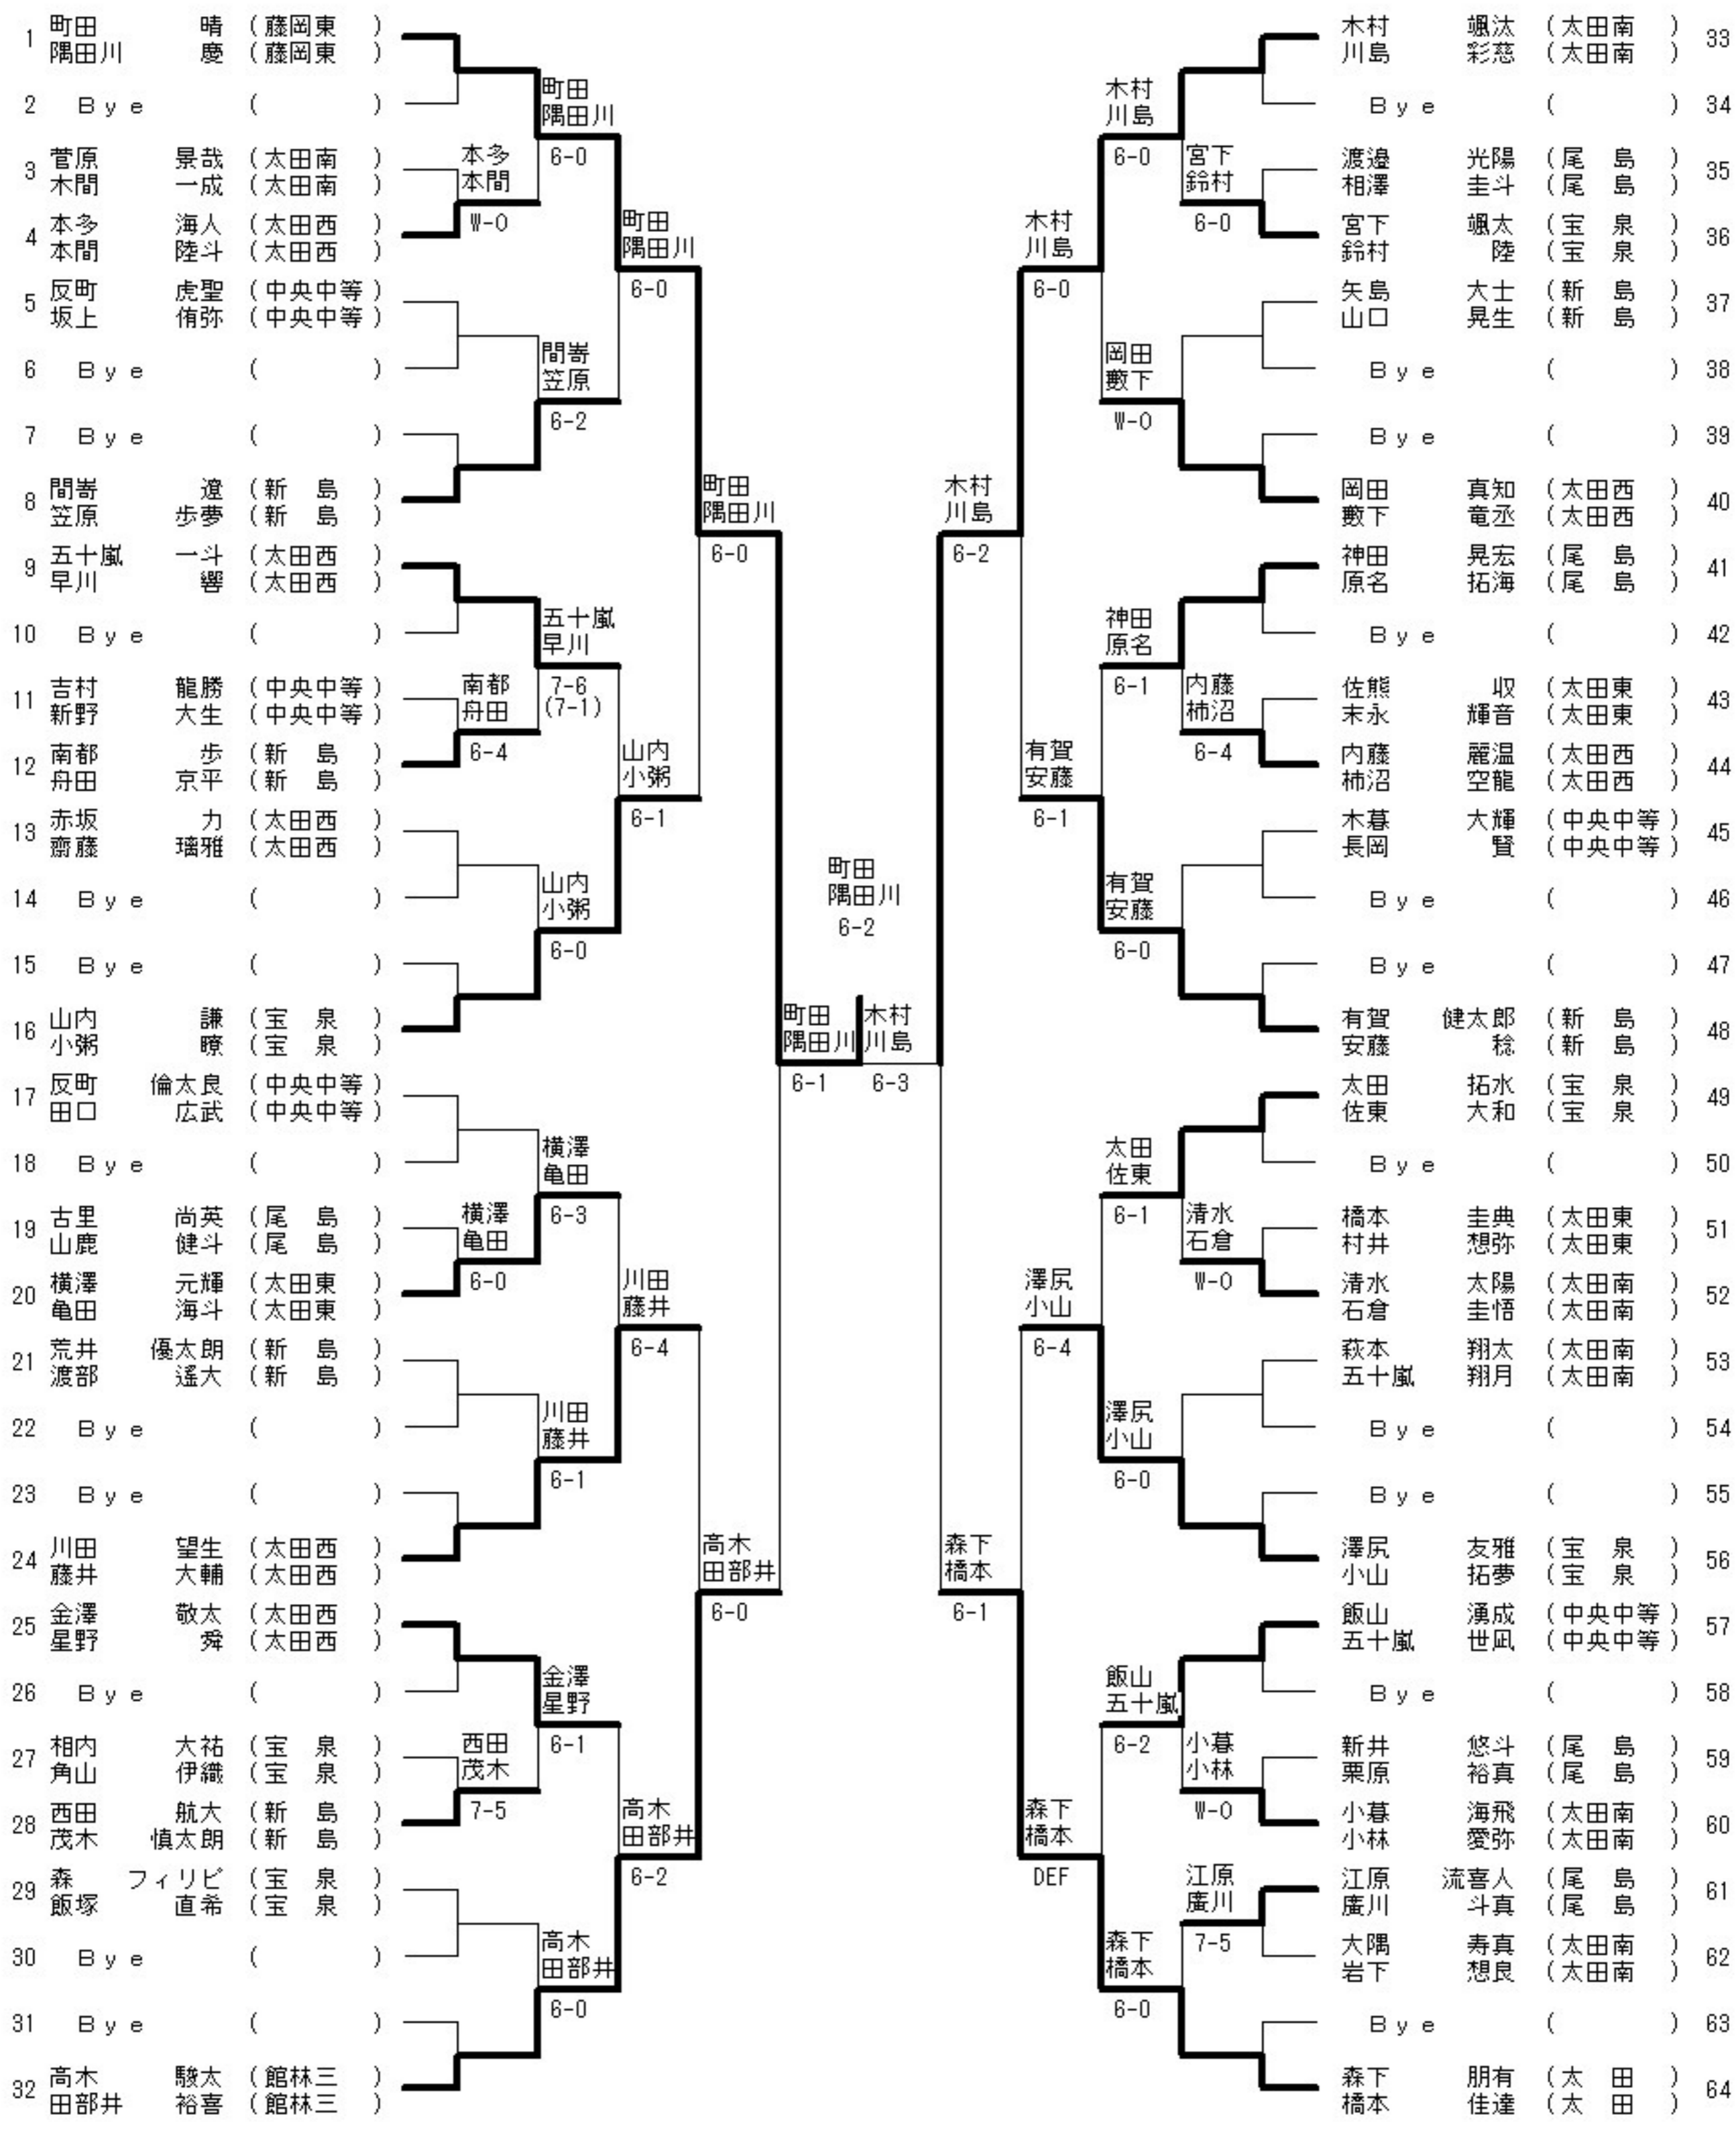 1 町田 晴 (藤岡東)
隅田川 慶 (藤岡東)
2 Bye ( )
3 菅原 景哉 (太田南)
木間 一成 (太田南)
4 本多 海人 (太田西)
本間 陸斗 (太田西)
5 反町 虎聖 (中央中等)
坂上 侑弥 (中央中等)
6 Bye ( )
7 Bye ( )
8 間嵜 遼 (新 島)
笠原 歩夢 (新 島)
9 五十嵐 一斗 (太田西)
早川 響 (太田西)
10 Bye ( )
11 吉村 龍勝 (中央中等)
新野 大生 (中央中等)
12 南都 歩 (新 島)
舟田 京平 (新 島)
13 赤坂 力 (太田西)
齋藤 璃雅 (太田西)
14 Bye ( )
15 Bye ( )
16 山内 謙 (宝 泉)
小粥 瞭 (宝 泉)
17 反町 倫太良 (中央中等)
田口 広武 (中央中等)
18 Bye ( )
19 古里 尚英 (尾 島)
山鹿 健斗 (尾 島)
20 横澤 元輝 (太田東)
亀田 海斗 (太田東)
21 荒井 優太朗 (新 島)
渡部 遙大 (新 島)
22 Bye ( )
23 Bye ( )
24 川田 望生 (太田西)
藤井 大輔 (太田西)
25 金澤 敬太 (太田西)
星野 舜 (太田西)
26 Bye ( )
27 相内 大祐 (宝 泉)
角山 伊織 (宝 泉)
28 西田 航大 (新 島)
茂木 慎太朗 (新 島)
29 森 フィリピ (宝 泉)
飯塚 直希 (宝 泉)
30 Bye ( )
31 Bye ( )
32 高木 駿太 (館林三)
田部井 裕喜 (館林三)
本多
本間
W-0
南都
舟田
6-4
横澤
亀田
6-0
西田
茂木
7-5
町田
隅田川
6-0
間嵜
笠原
6-2
五十嵐
早川
7-6
(7-1)
山内
小粥
6-0
横澤
亀田
6-3
川田
藤井
6-1
金澤
星野
6-1
高木
田部井
6-0
町田
隅田川
6-0
山内
小粥
6-1
川田
藤井
6-4
高木
田部井
6-2
町田
隅田川
6-0
高木
田部井
6-0
町田
隅田川
6-2
町田
隅田川
6-1
木村
川島
6-3
木村
川島
6-2
森下
橋本
6-1
木村
川島
6-0
有賀
安藤
6-1
澤尻
小山
6-4
森下
橋本
DEF
木村
川島
6-0
岡田
藪下
W-0
神田
原名
6-1
有賀
安藤
6-0
太田
佐東
6-1
澤尻
小山
6-0
飯山
五十嵐
6-2
森下
橋本
6-0
宮下
鈴村
6-0
内藤
柿沼
6-4
清水
石倉
W-0
小暮
小林
W-0
江原
廣川
7-5
木村 颯汰 (太田南) 33
川島 彩慈 (太田南)
Bye ( ) 34
渡邉 光陽 (尾 島) 35
相澤 圭斗 (尾 島)
宮下 颯太 (宝 泉) 36
鈴村 陸 (宝 泉)
矢島 大士 (新 島) 37
山口 晃生 (新 島)
Bye ( ) 38
Bye ( ) 39
岡田 真知 (太田西) 40
藪下 竜丞 (太田西)
神田 晃宏 (尾 島) 41
原名 拓海 (尾 島)
Bye ( ) 42
佐熊 収 (太田東) 43
末永 輝音 (太田東)
内藤 麗温 (太田西) 44
柿沼 空龍 (太田西)
木暮 大輝 (中央中等) 45
長岡 賢 (中央中等)
Bye ( ) 46
Bye ( ) 47
有賀 健太郎 (新 島) 48
安藤 稔 (新 島)
太田 拓水 (宝 泉) 49
佐東 大和 (宝 泉)
Bye ( ) 50
橋本 圭典 (太田東) 51
村井 想弥 (太田東)
清水 太陽 (太田南) 52
石倉 圭悟 (太田南)
萩本 翔太 (太田南) 53
五十嵐 翔月 (太田南)
Bye ( ) 54
Bye ( ) 55
澤尻 友雅 (宝 泉) 56
小山 拓夢 (宝 泉)
飯山 湧成 (中央中等) 57
五十嵐 世凪 (中央中等)
Bye ( ) 58
新井 悠斗 (尾 島) 59
栗原 裕真 (尾 島)
小暮 海飛 (太田南) 60
小林 愛弥 (太田南)
江原 流喜人 (尾 島) 61
廣川 斗真 (尾 島)
大隅 寿真 (太田南) 62
岩下 想良 (太田南)
Bye ( ) 63
森下 朋有 (太 田) 64
橋本 佳達 (太 田)